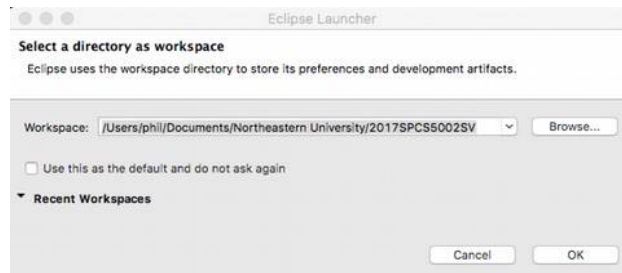 Eclipse Launcher
Select a directory as workspace
Eclipse uses the workspace directory to store its preferences and development artifacts.
Workspace: /Users/phil/Documents/Northeastern University/2017SPCS5002SV Browse...
Use this as the default and do not ask again
Recent Workspaces
Cancel OK